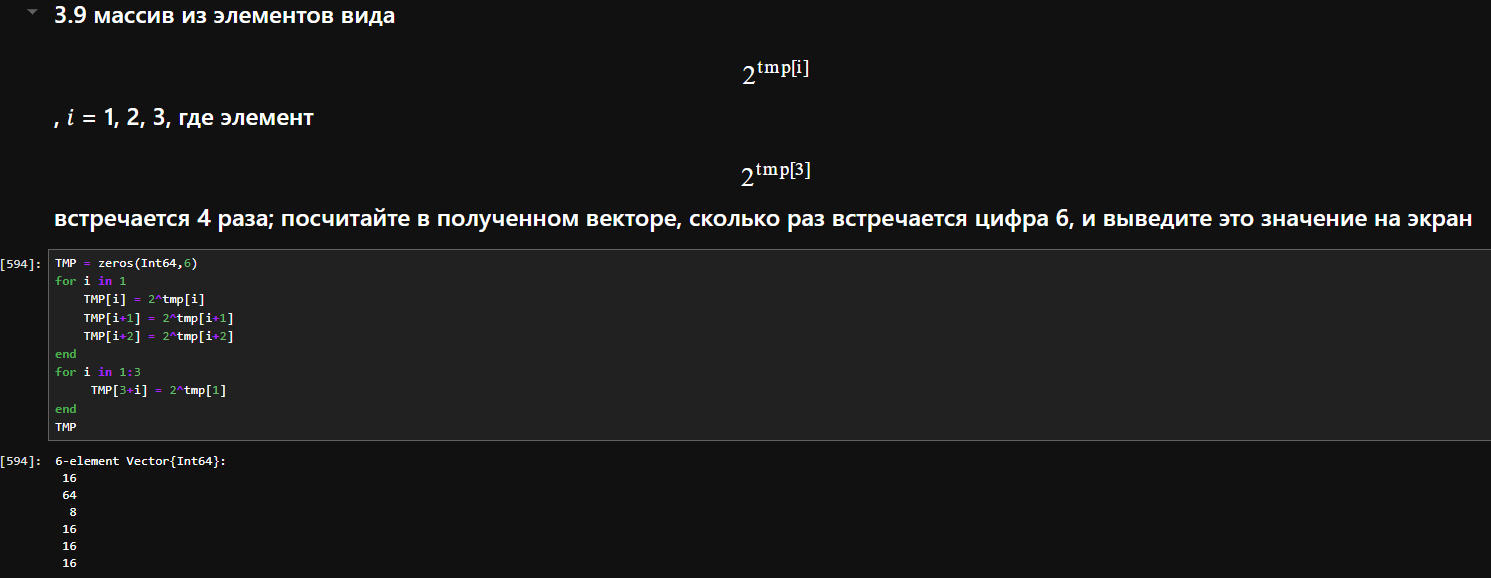 3.9 массив из элементов вида
2^tmp[i]
, i = 1, 2, 3, где элемент
2^tmp[3]
встречается 4 раза; посчитайте в полученном векторе, сколько раз встречается цифра 6, и выведите это значение на экран
[594]: TMP = zeros(Int64,6)
for i in 1
    TMP[i] = 2^tmp[i]
    TMP[i+1] = 2^tmp[i+1]
    TMP[i+2] = 2^tmp[i+2]
end
for i in 1:3
     TMP[3+i] = 2^tmp[1]
end
TMP
[594]: 6-element Vector{Int64}:
 16
 64
  8
 16
 16
 16